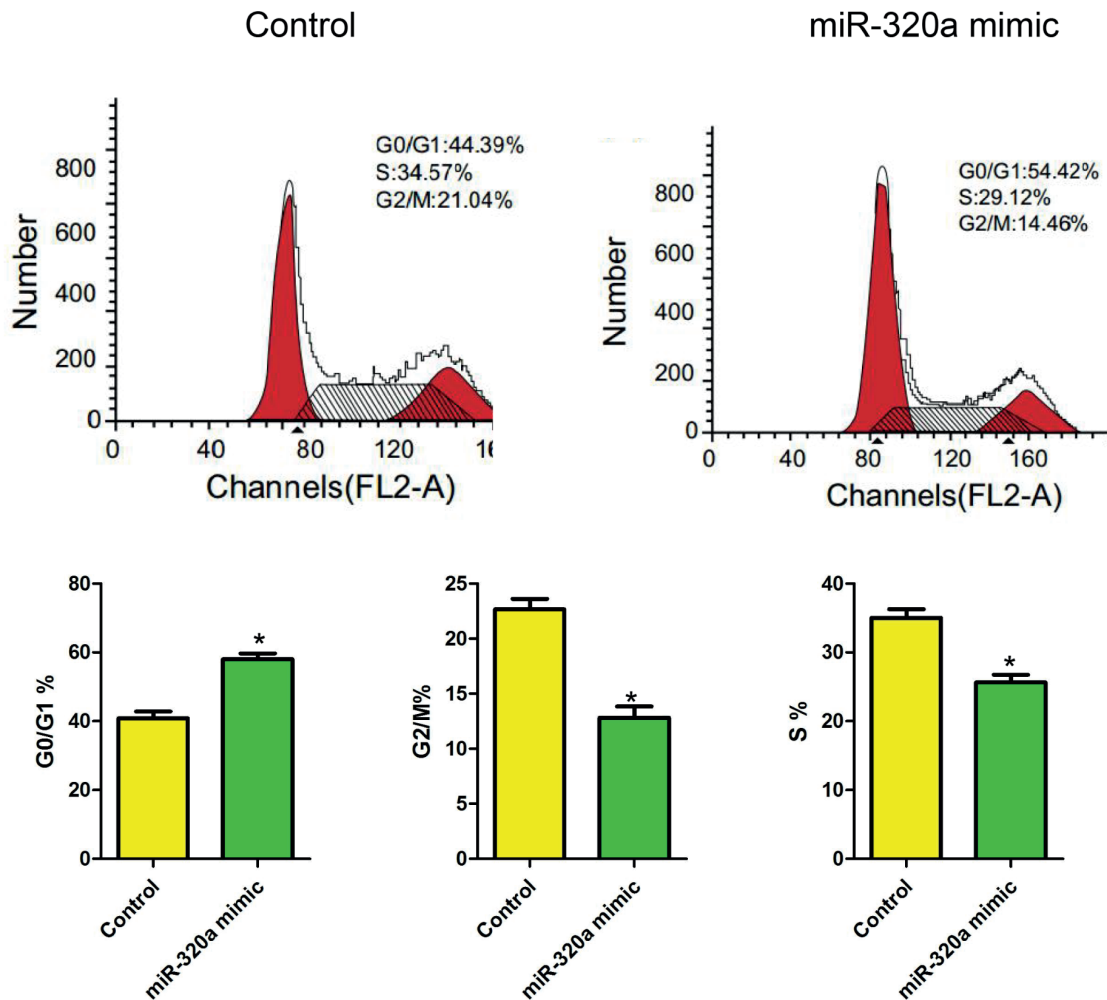 Control
miR-320a mimic
Number
800
600
400
200
0
G0/G1:44.39%
S:34.57%
G2/M:21.04%
0
40
80
120
16
Channels(FL2-A)
Number
800
600
400
200
0
G0/G1:54.42%
S:29.12%
G2/M:14.46%
0
40
80
120
160
Channels(FL2-A)
G0/G1 %
80
60
40
20
0
*
Control
miR-320a mimic
G2/M%
25
20
15
10
5
0
*
Control
miR-320a mimic
S %
40
30
20
10
0
*
Control
miR-320a mimic